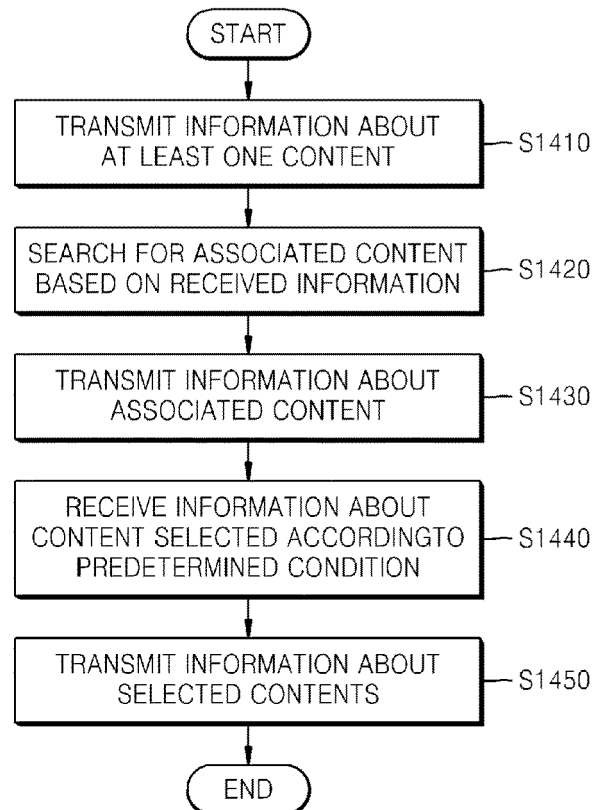 START
TRANSMIT INFORMATION ABOUT
AT LEAST ONE CONTENT
S1410
SEARCH FOR ASSOCIATED CONTENT
BASED ON RECEIVED INFORMATION
S1420
TRANSMIT INFORMATION ABOUT
ASSOCIATED CONTENT
S1430
RECEIVE INFORMATION ABOUT
CONTENT SELECTED ACCORDINGTO
PREDETERMINED CONDITION
S1440
TRANSMIT INFORMATION ABOUT
SELECTED CONTENTS
S1450
END